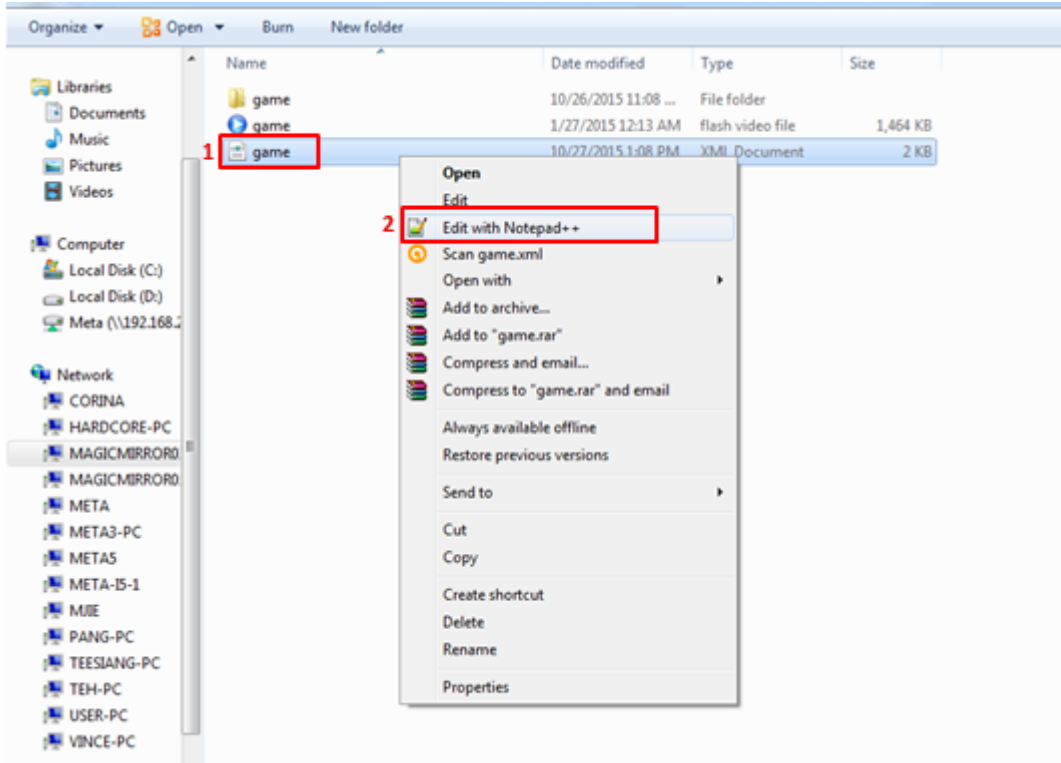 Organize Open Burn New folder
Name Date modified Type Size
Libraries
Documents
Music
Pictures
Videos
Computer
Local Disk (C:)
Local Disk (D:)
Meta (\\192.168.2
Network
CORINA
HARDCORE-PC
MAGICMIRROR0
MAGICMIRROR0
META
META3-PC
META5
META-I5-1
MJIE
PANG-PC
TEESIANG-PC
TEH-PC
USER-PC
VINCE-PC
game 10/26/2015 11:08 ... File folder
game 1/27/2015 12:13 AM flash video file 1,464 KB
1 game 10/27/2015 1:08 PM XML Document 2 KB
Open
Edit
2 Edit with Notepad++
Scan game.xml
Open with
Add to archive...
Add to "game.rar"
Compress and email...
Compress to "game.rar" and email
Always available offline
Restore previous versions
Send to
Cut
Copy
Create shortcut
Delete
Rename
Properties